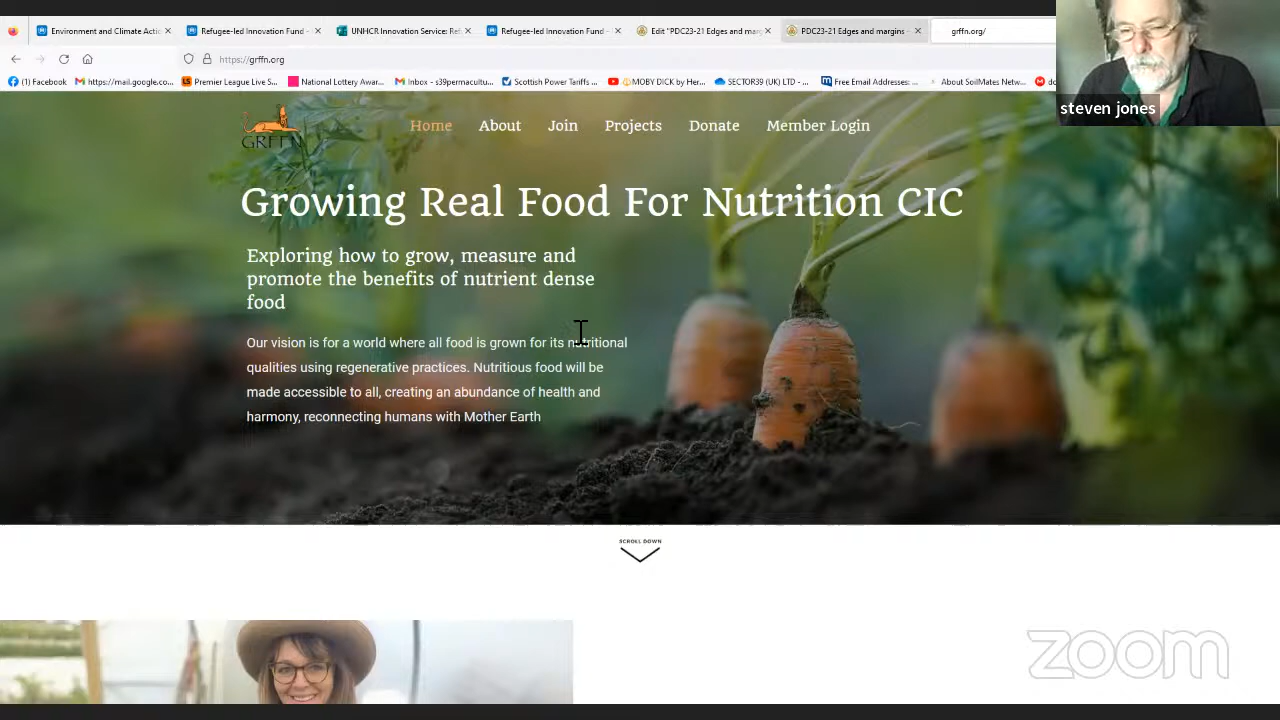 Environment and Climate Actic
Refugee-led Innovation Fund -
UNHCR Innovation Service: Ref
Refugee-led Innovation Fund -
Edit "PDC23-21 Edges and marg
PDC23-21 Edges and margins -
grffn.org/
https://grffn.org
(1) Facebook
https://mail.google.co...
Premier League Live S...
National Lottery Awar...
Inbox - s39permacultu...
Scottish Power Tariffs ...
MOBY DICK by Her...
SECTOR39 (UK) LTD - ...
Free Email Addresses: ...
About SoilMates Netw...
do
steven jones
GRFFN
Home
About
Join
Projects
Donate
Member Login
Growing Real Food For Nutrition CIC
Exploring how to grow, measure and
promote the benefits of nutrient dense
food
Our vision is for a world where all food is grown for its nutritional
qualities using regenerative practices. Nutritious food will be
made accessible to all, creating an abundance of health and
harmony, reconnecting humans with Mother Earth
SCROLL DOWN
zoom